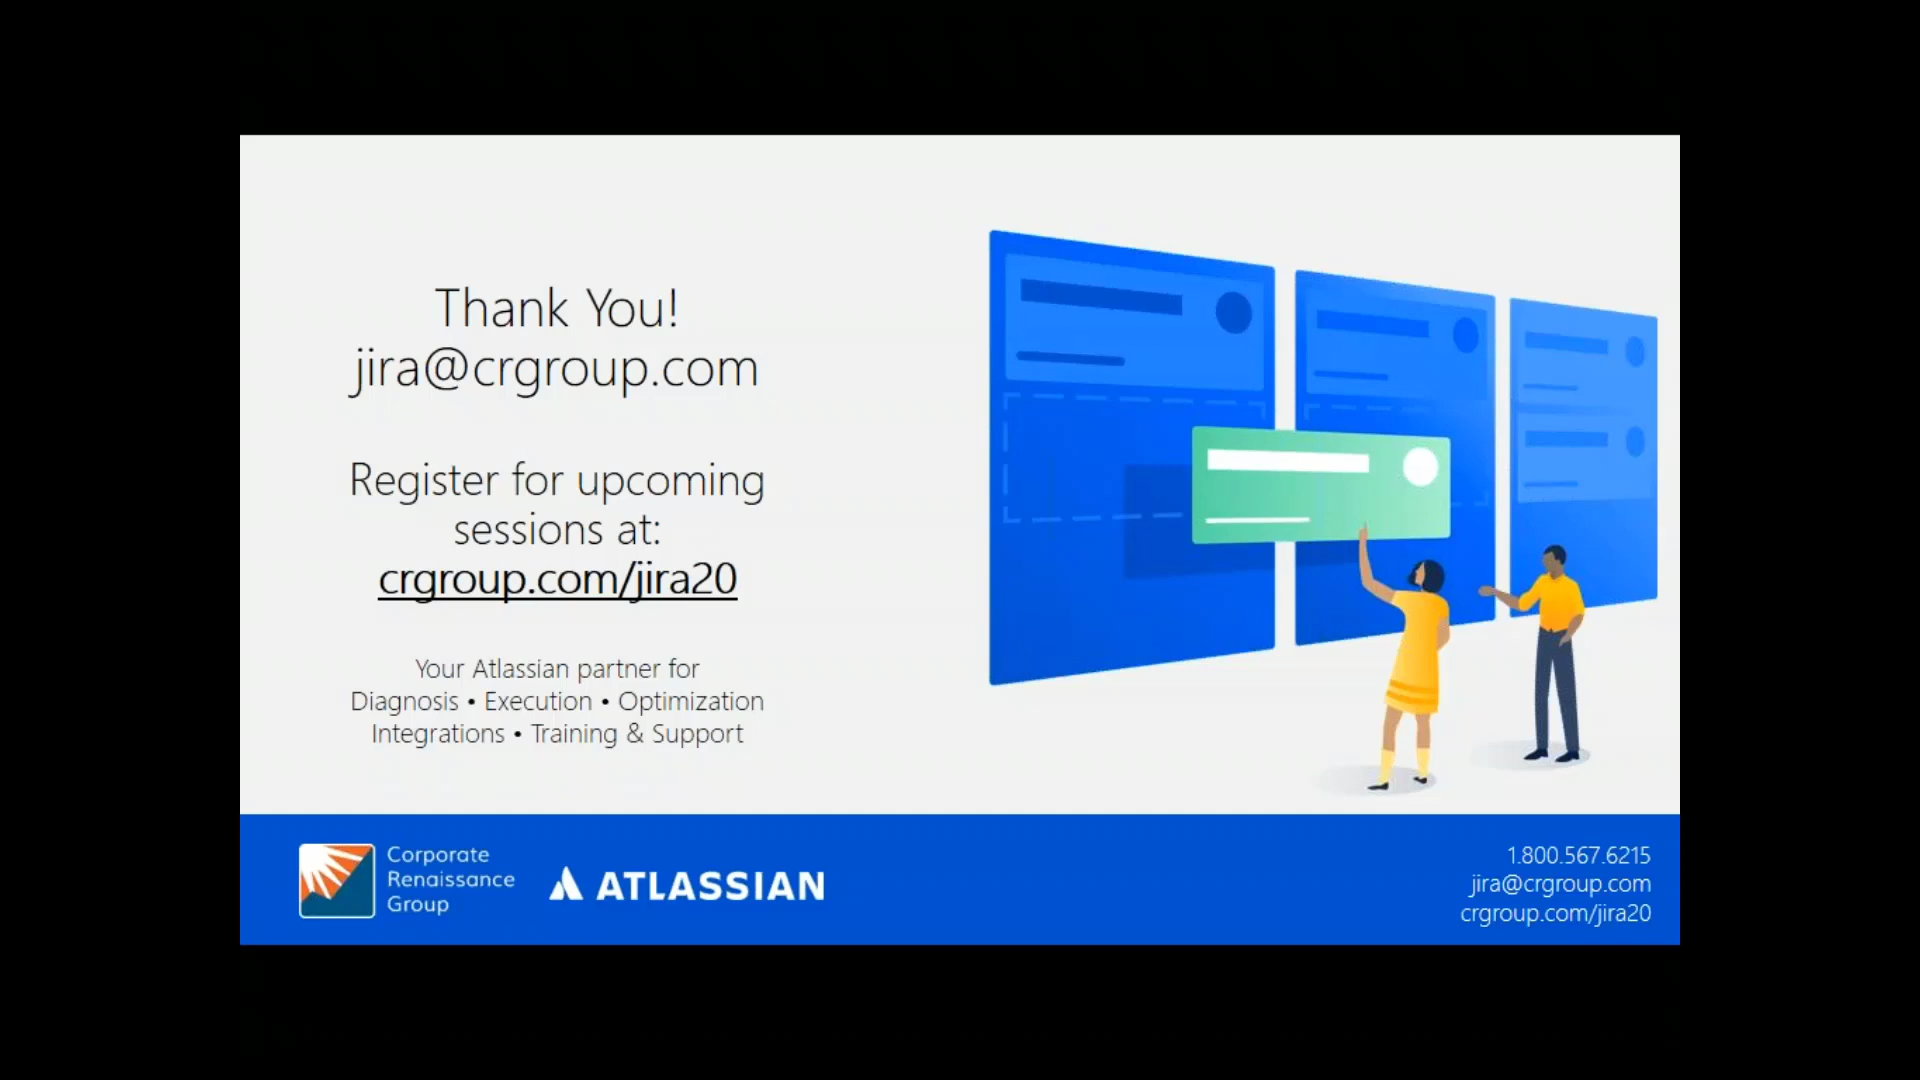 Thank You!
jira@crgroup.com
Register for upcoming
sessions at:
crgroup.com/jira20
Your Atlassian partner for
Diagnosis • Execution • Optimization
Integrations • Training & Support
Corporate
Renaissance
Group
ATLASSIAN
1.800.567.6215
jira@crgroup.com
crgroup.com/jira20